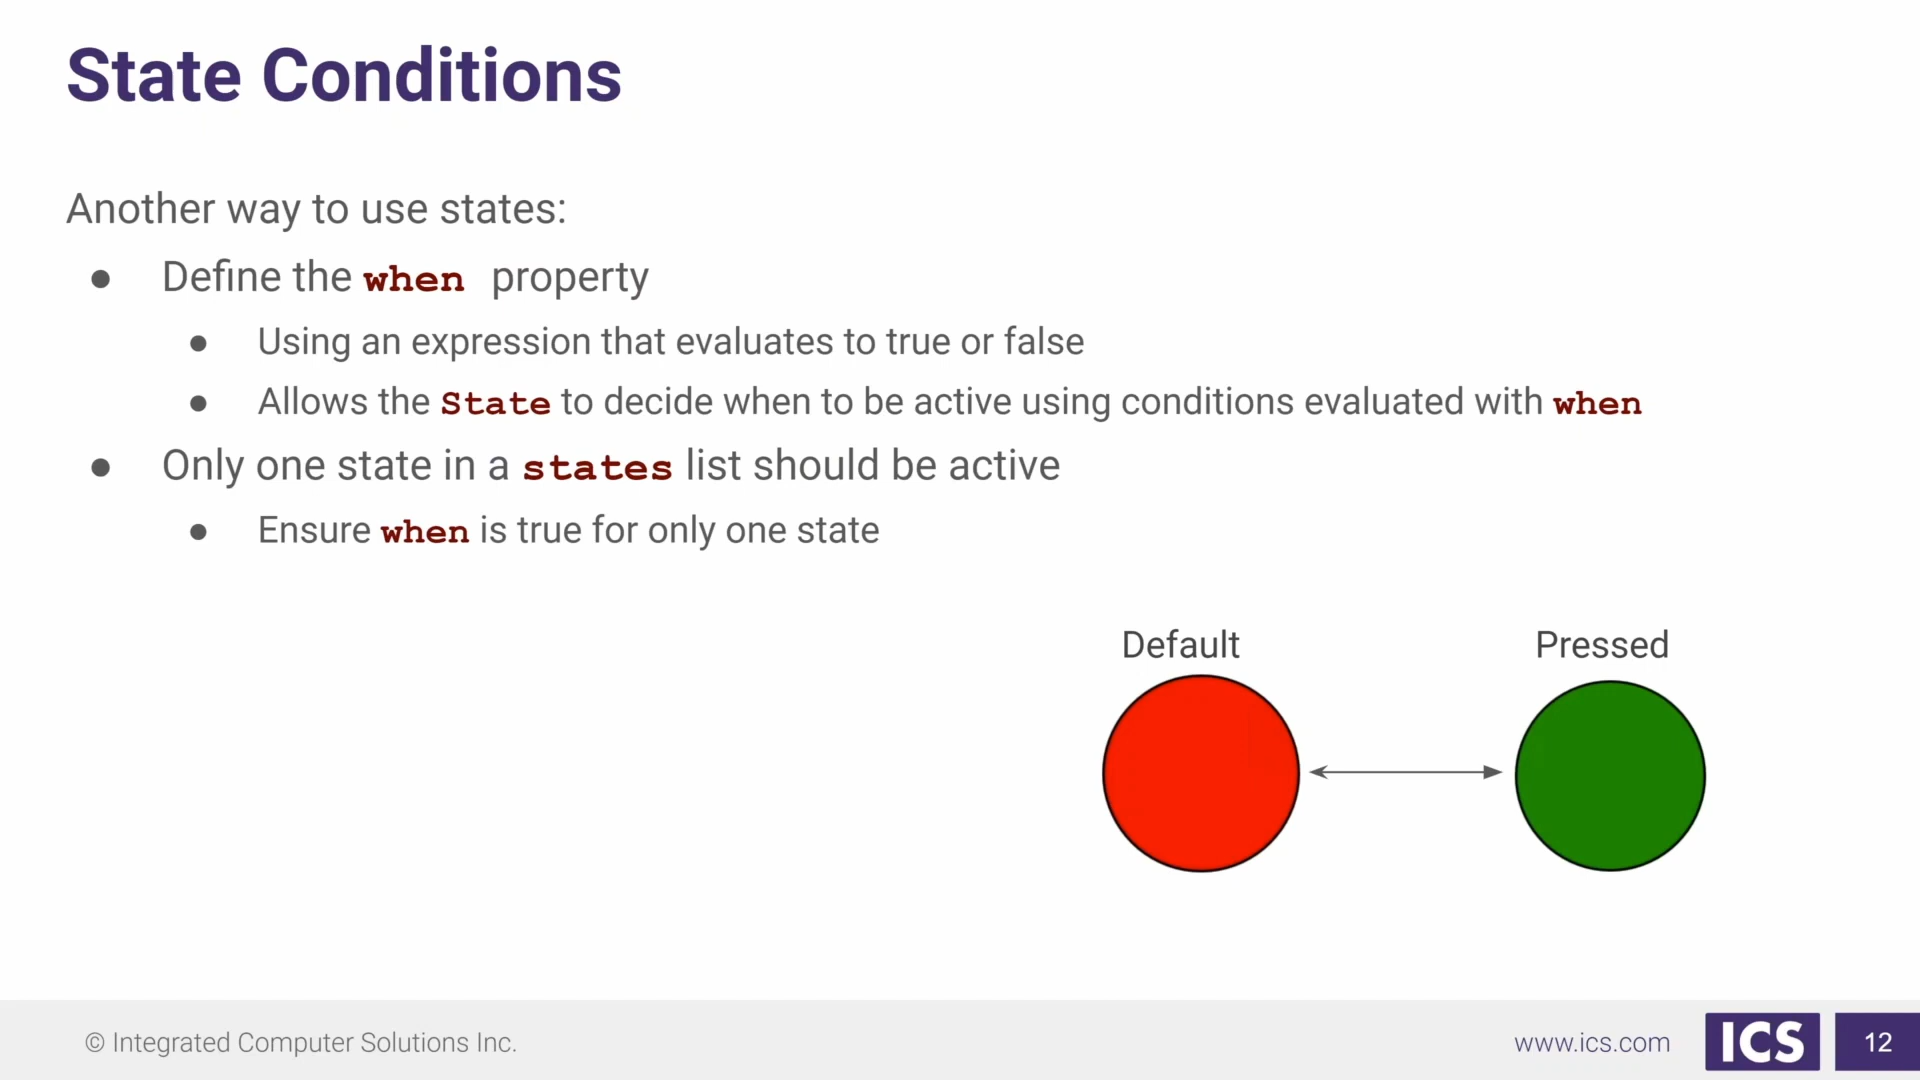 State Conditions
Another way to use states:
● Define the when property
● Using an expression that evaluates to true or false
● Allows the State to decide when to be active using conditions evaluated with when
● Only one state in a states list should be active
● Ensure when is true for only one state
Default
Pressed
© Integrated Computer Solutions Inc.
www.ics.com
ICS
12